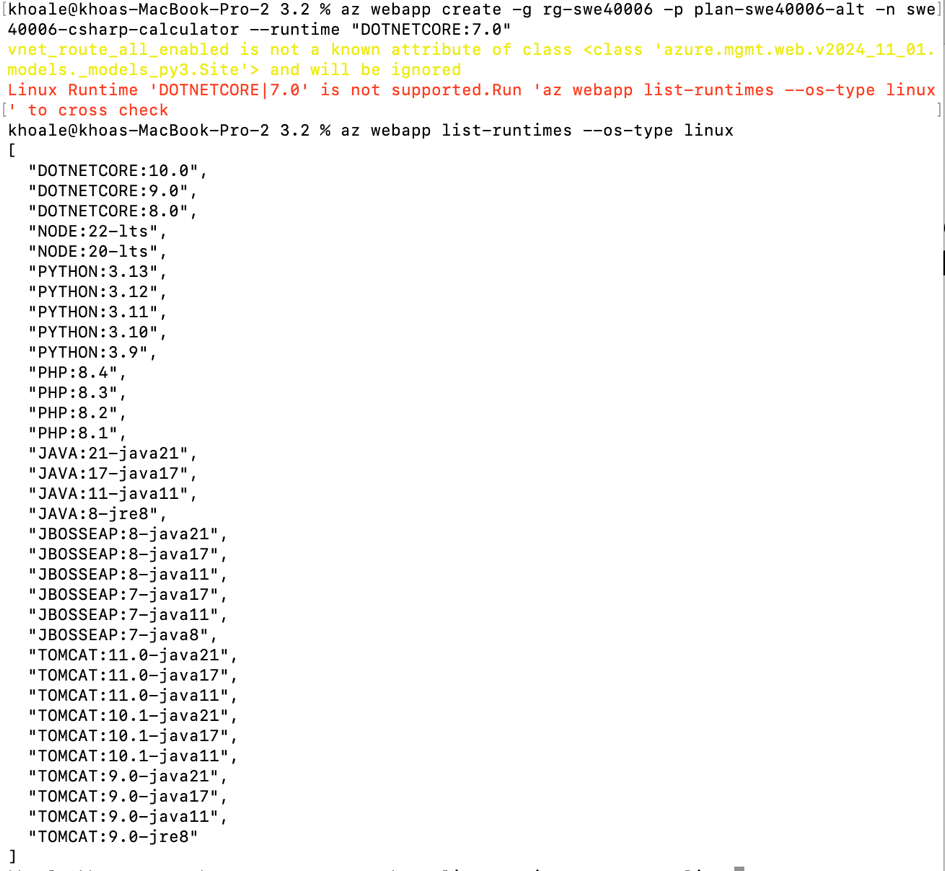 [khoale@khoas-MacBook-Pro-2 3.2 % az webapp create -g rg-swe40006 -p plan-swe40006-alt -n swe]
40006-csharp-calculator --runtime "DOTNETCORE:7.0"
vnet_route_all_enabled is not a known attribute of class <class 'azure.mgmt.web.v2024_11_01.
models._models_py3.Site'> and will be ignored
Linux Runtime 'DOTNETCORE|7.0' is not supported.Run 'az webapp list-runtimes --os-type linux
[' to cross check ]
khoale@khoas-MacBook-Pro-2 3.2 % az webapp list-runtimes --os-type linux
[
"DOTNETCORE:10.0",
"DOTNETCORE:9.0",
"DOTNETCORE:8.0",
"NODE:22-lts",
"NODE:20-lts",
"PYTHON:3.13",
"PYTHON:3.12",
"PYTHON:3.11",
"PYTHON:3.10",
"PYTHON:3.9",
"PHP:8.4",
"PHP:8.3",
"PHP:8.2",
"PHP:8.1",
"JAVA:21-java21",
"JAVA:17-java17",
"JAVA:11-java11",
"JAVA:8-jre8",
"JBOSSEAP:8-java21",
"JBOSSEAP:8-java17",
"JBOSSEAP:8-java11",
"JBOSSEAP:7-java17",
"JBOSSEAP:7-java11",
"JBOSSEAP:7-java8",
"TOMCAT:11.0-java21",
"TOMCAT:11.0-java17",
"TOMCAT:11.0-java11",
"TOMCAT:10.1-java21",
"TOMCAT:10.1-java17",
"TOMCAT:10.1-java11",
"TOMCAT:9.0-java21",
"TOMCAT:9.0-java17",
"TOMCAT:9.0-java11",
"TOMCAT:9.0-jre8"
]